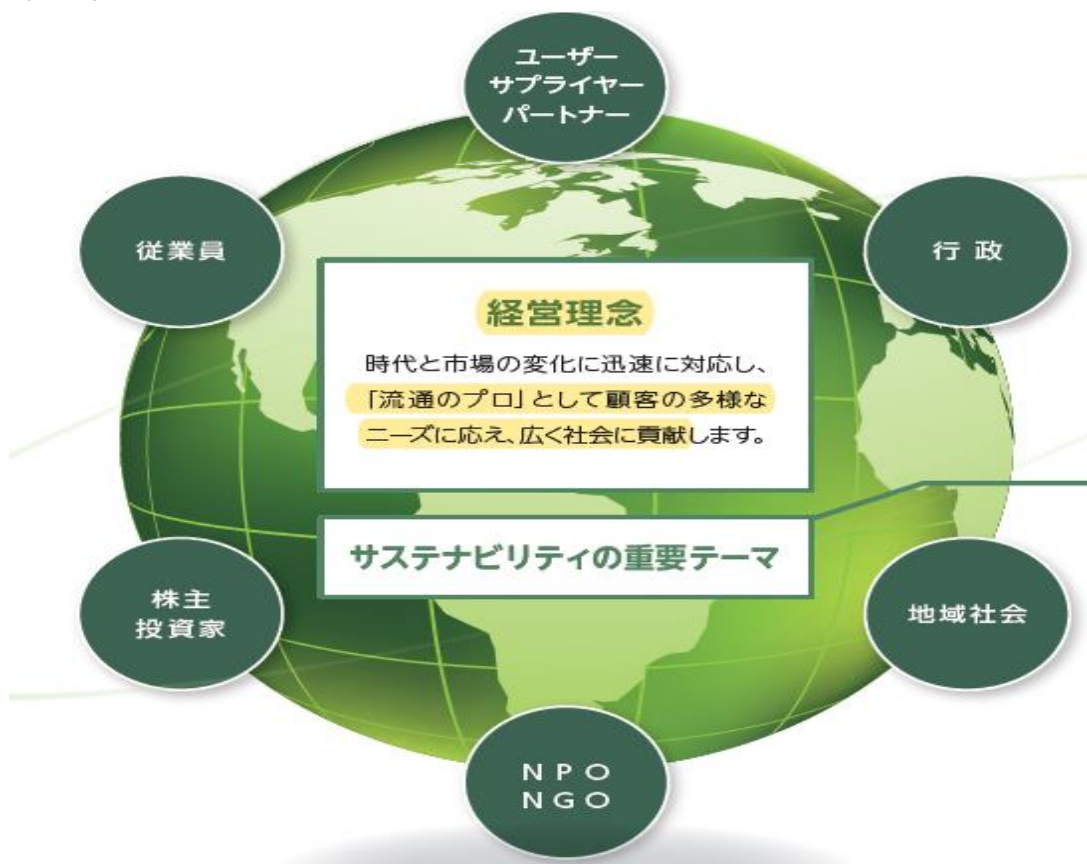 ユーザー
サプライヤー
パートナー
従業員
行政
経営理念
時代と市場の変化に迅速に対応し、
「流通のプロ」として顧客の多様な
ニーズに応え、広く社会に貢献します。
サステナビリティの重要テーマ
株主
投資家
地域社会
NPO
NGO